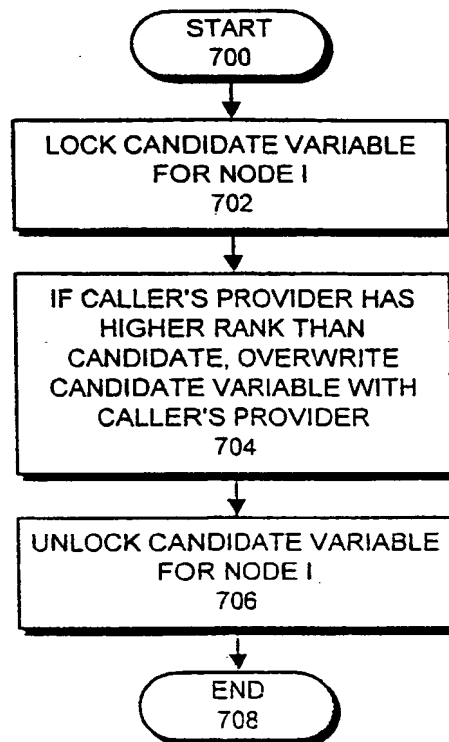 START
700
LOCK CANDIDATE VARIABLE
FOR NODE I
702
IF CALLER'S PROVIDER HAS
HIGHER RANK THAN
CANDIDATE, OVERWRITE
CANDIDATE VARIABLE WITH
CALLER'S PROVIDER
704
UNLOCK CANDIDATE VARIABLE
FOR NODE I
706
END
708